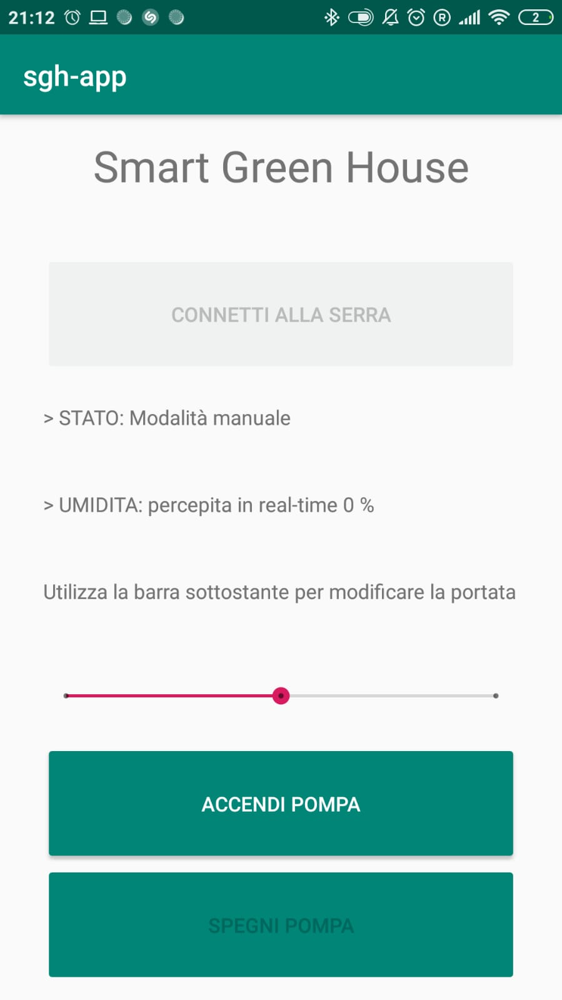 21:12
R
2
sgh-app
Smart Green House
CONNETTI ALLA SERRA
> STATO: Modalità manuale
> UMIDITA: percepita in real-time 0 %
Utilizza la barra sottostante per modificare la portata
ACCENDI POMPA
SPEGNI POMPA